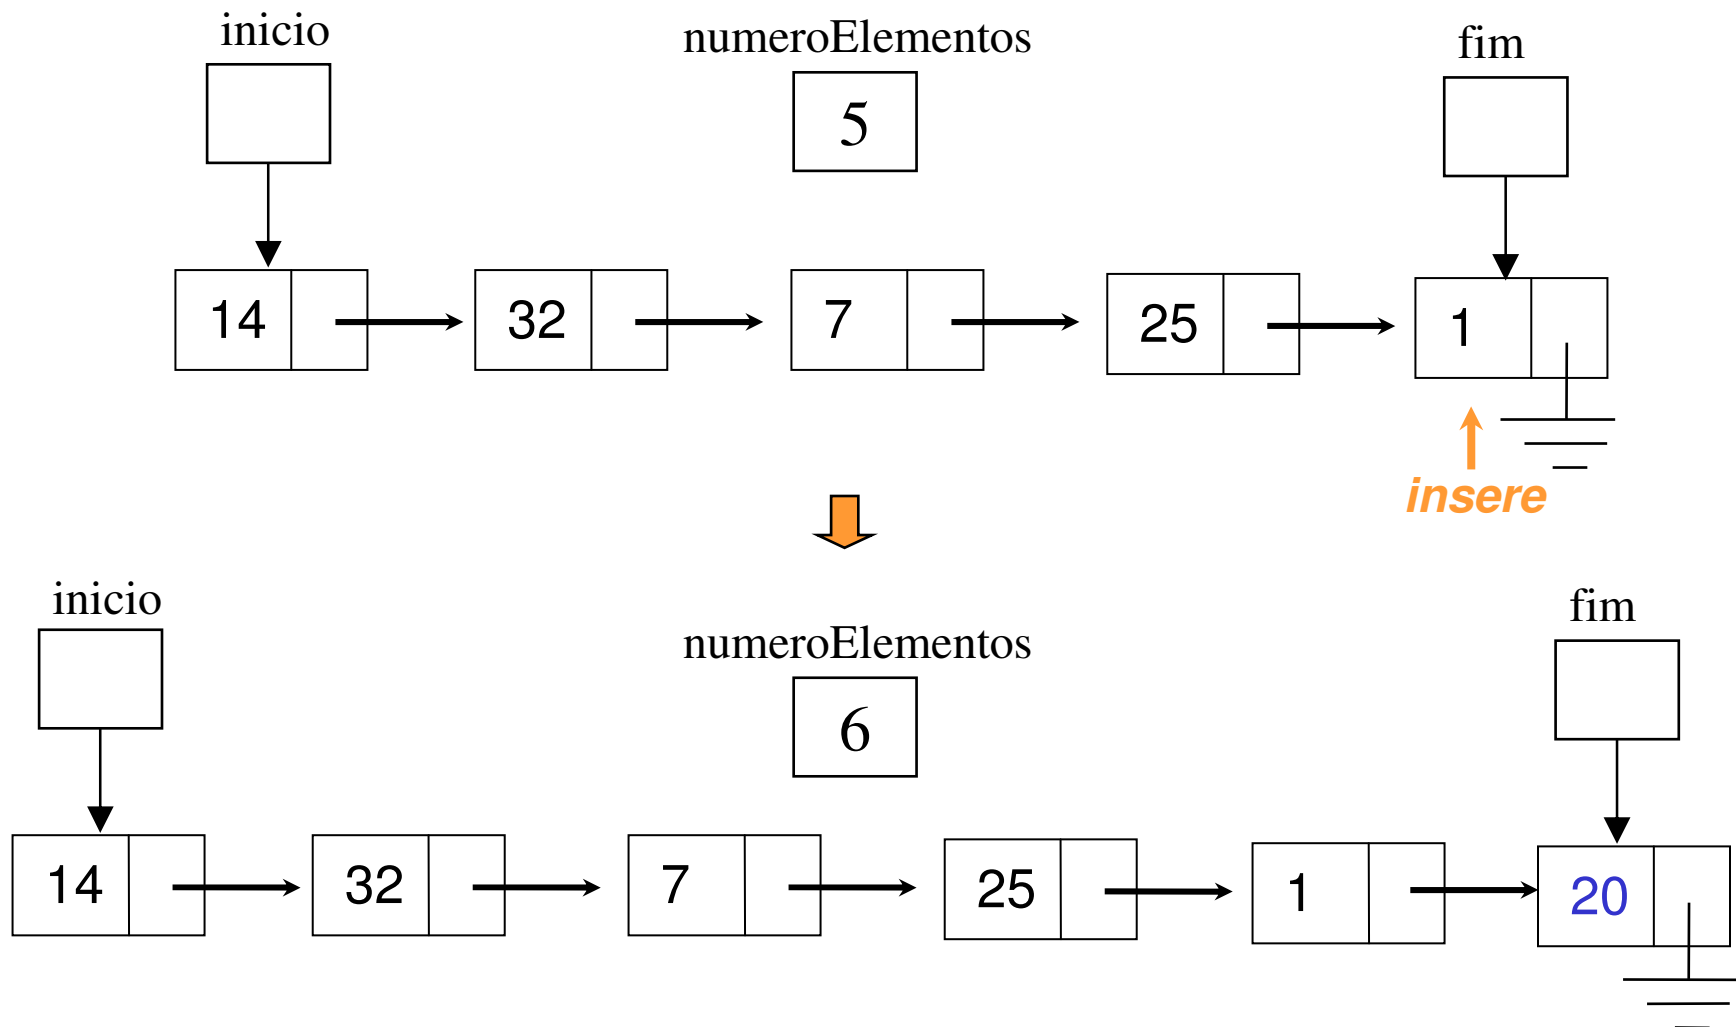 inicio numeroElementos fim
5
14 32 7 25 1
insere
inicio numeroElementos fim
6
14 32 7 25 1 20